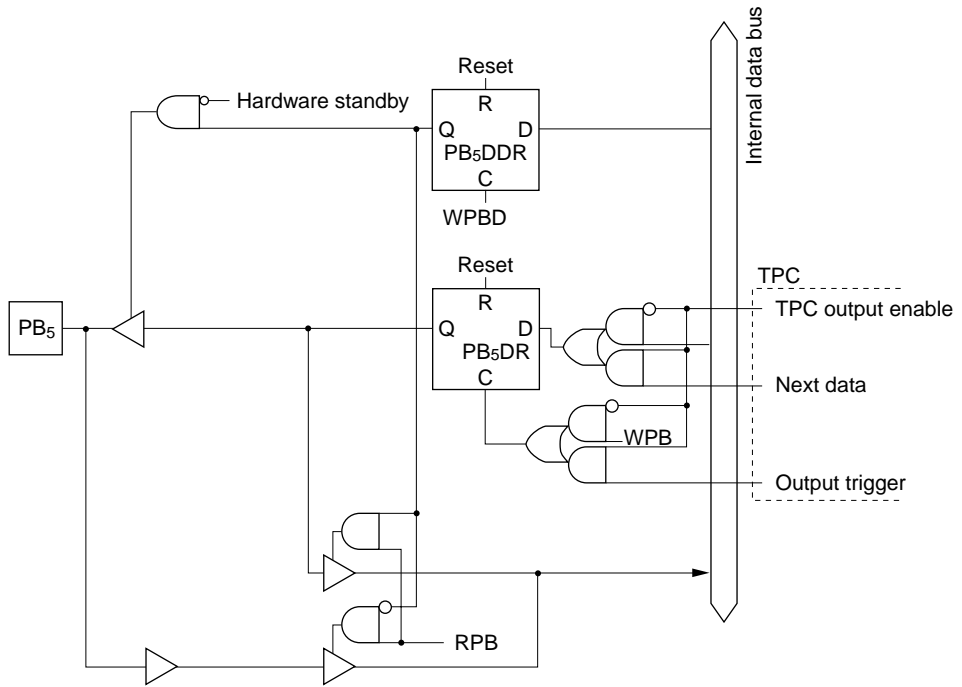 Internal data bus
Reset
Hardware standby
R
Q D
PB₅DDR
C
WPBD
Reset
TPC
R
TPC output enable
PB₅
Q D
PB₅DR
C
Next data
WPB
Output trigger
RPB